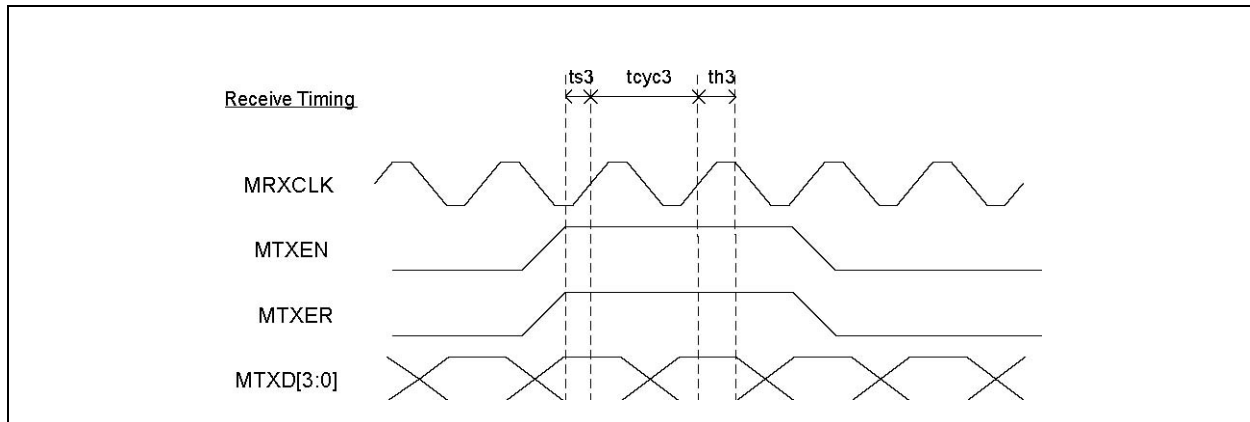 ts3 tcyc3 th3
Receive Timing
MRXCLK
MTXEN
MTXER
MTXD[3:0]